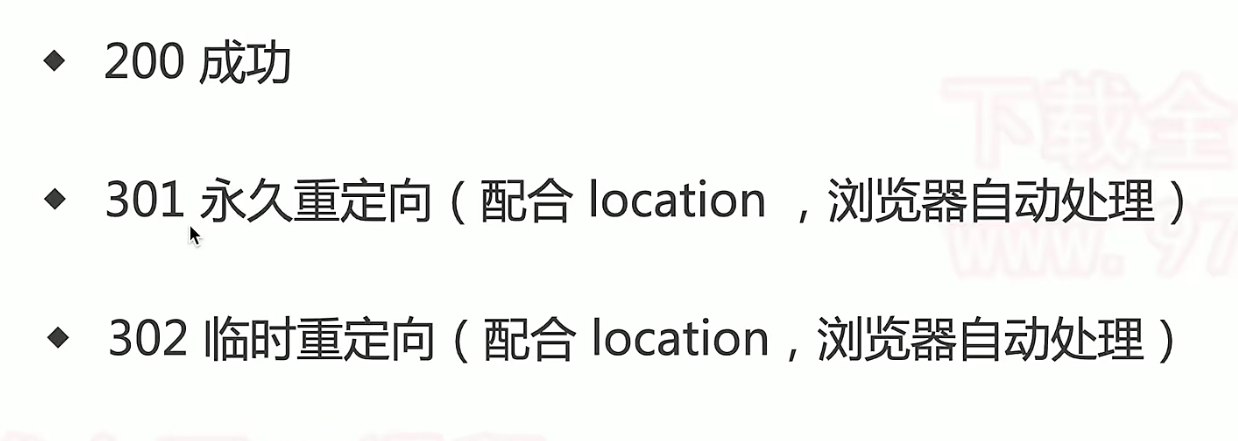 ◆ 200 成功
下载全
◆ 301 永久重定向（配合 location ，浏览器自动处理）
www.97
◆ 302 临时重定向（配合 location，浏览器自动处理）